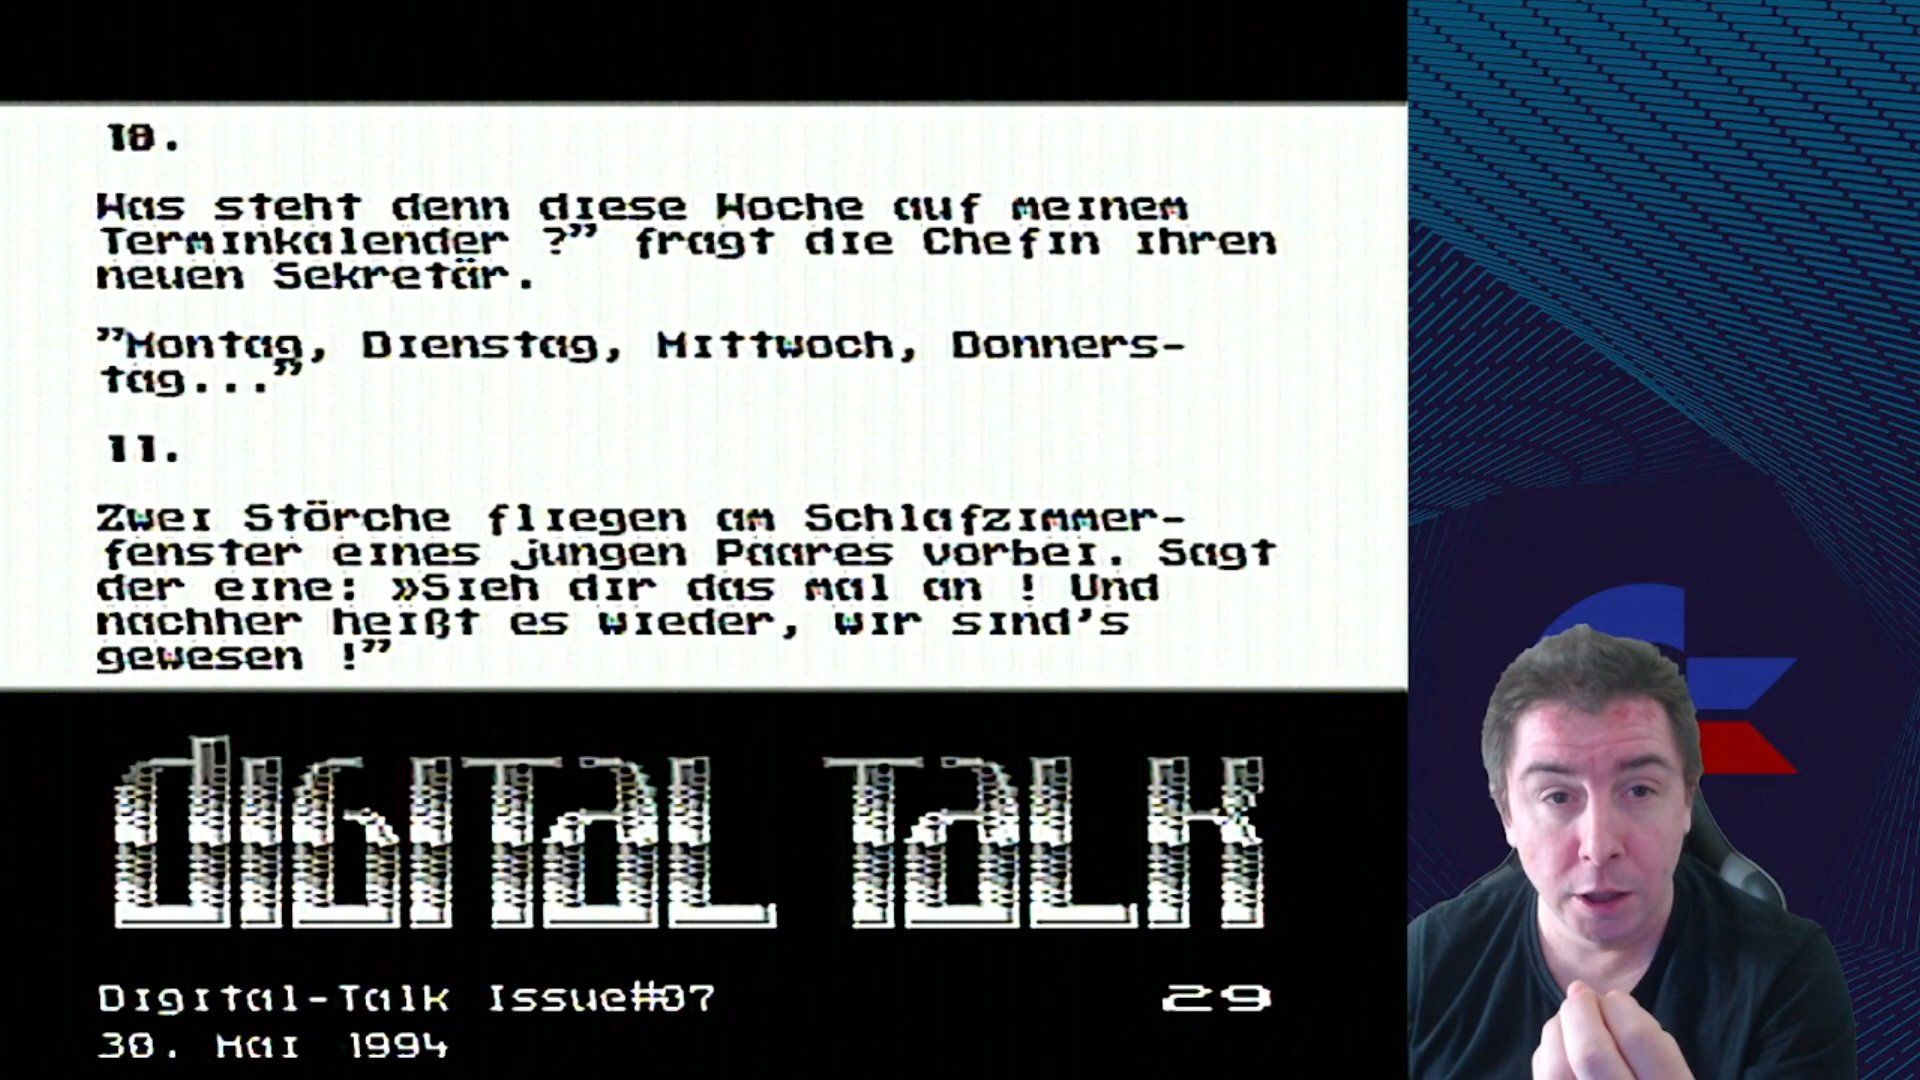 10.
Was steht denn diese Woche auf meinem
Terminkalender ?” fragt die Chefin ihren
neuen Sekretär.
”Montag, Dienstag, Mittwoch, Donners-
tag...”
11.
Zwei Störche fliegen am Schlafzimmer-
fenster eines jungen Paares vorbei. Sagt
der eine: »Sieh dir das mal an ! Und
nachher heißt es wieder, wir sind's
gewesen !”
DIGITAL TALK
Digital-Talk Issue#07 29
30. Mai 1994